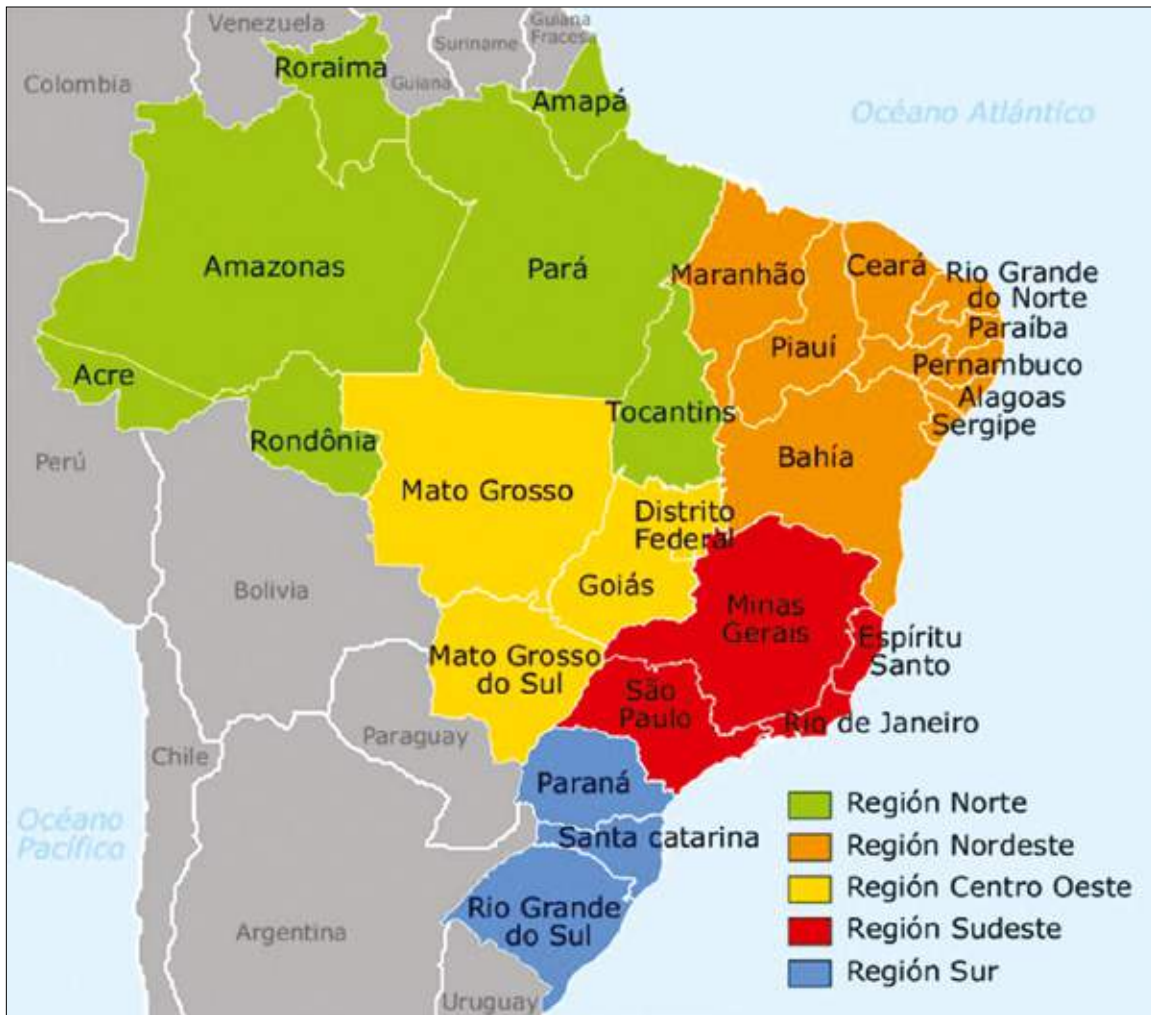 Venezuela
Guiana
Fracesa
Suriname
Colombia
Roraima
Guiana
Amapá
Océano Atlántico
Amazonas
Pará
Maranhão
Ceará
Rio Grande
do Norte
Paraíba
Piauí
Pernambuco
Acre
Alagoas
Tocantins
Sergipe
Rondônia
Perú
Bahía
Mato Grosso
Distrito
Federal
Bolivia
Goiás
Minas
Gerais
Espíritu
Santo
Mato Grosso
do Sul
São
Paulo
Rio de Janeiro
Paraguay
Chile
Paraná
Región Norte
Océano
Pacífico
Santa catarina
Región Nordeste
Región Centro Oeste
Rio Grande
do Sul
Argentina
Región Sudeste
Región Sur
Uruguay